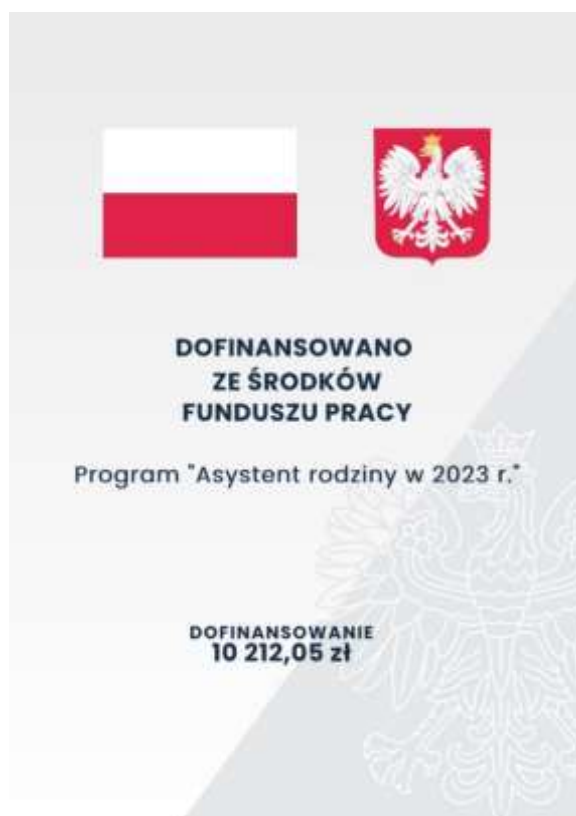 DOFINANSOWANO
ZE ŚRODKÓW
FUNDUSZU PRACY
Program "Asystent rodziny w 2023 r."
DOFINANSOWANIE
10 212,05 zł